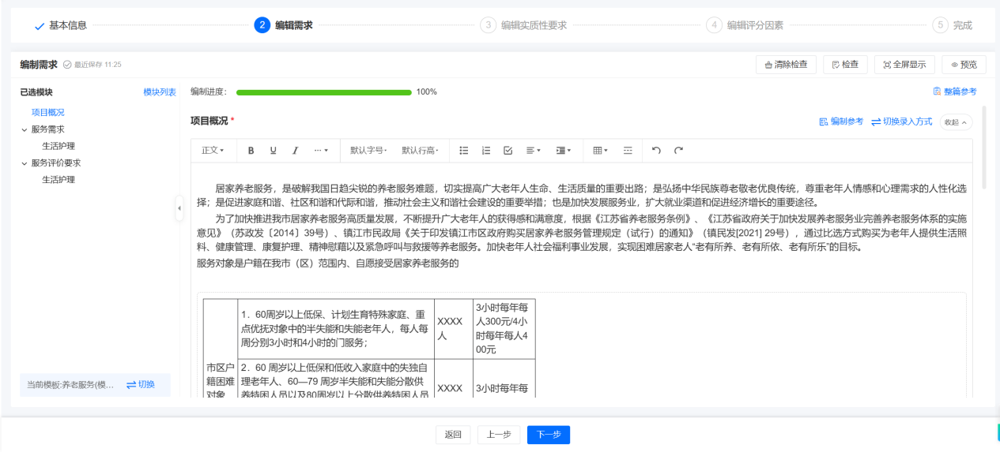 基本信息
2 编辑需求
3 编辑实质性要求
4 编辑评分因素
5 完成
编制需求 最近保存 11:25
清除检查 检查 全屏显示 预览
已选模块 模块列表
项目概况
服务需求
生活护理
服务评价要求
生活护理
当前模板:养老服务(模... 切换
编制进度: 100% 整篇参考
项目概况 * 编制参考 切换录入方式 收起
正文 B U I ··· 默认字号 默认行高
居家养老服务，是破解我国日趋尖锐的养老服务难题，切实提高广大老年人生命、生活质量的重要出路；是弘扬中华民族尊老敬老优良传统，尊重老年人情感和心理需求的人性化选
择；是促进家庭和谐、社区和谐和代际和谐，推动社会主义和谐社会建设的重要举措；也是加快发展服务业，扩大就业渠道和促进经济增长的重要途径。
为了加快推进我市居家养老服务高质量发展，不断提升广大老年人的获得感和满意度，根据《江苏省养老服务条例》、《江苏省政府关于加快发展养老服务业完善养老服务体系的实施
意见》（苏政发〔2014〕39号）、镇江市民政局《关于印发镇江市区政府购买居家养老服务管理规定（试行）的通知》（镇民发[2021] 29号），通过比选方式购买为老年人提供生活照
料、健康管理、康复护理、精神慰藉以及紧急呼叫与救援等养老服务。加快老年人社会福利事业发展，实现困难居家老人“老有所养、老有所依、老有所乐”的目标。
服务对象是户籍在我市（区）范围内、自愿接受居家养老服务的
市区户
籍困难
对象
1．60周岁以上低保、计划生育特殊家庭、重
点优抚对象中的半失能和失能老年人，每人每
周分别3小时和4小时的门服务；
XXXX
人
3小时每年每
人300元/4小
时每年每人4
00元
2．60 周岁以上低保和低收入家庭中的失独自
理老年人、60—79 周岁半失能和失能分散供
养特困人员以及80周岁以上分散供养特困人员
XXXX
3小时每年每
返回 上一步 下一步